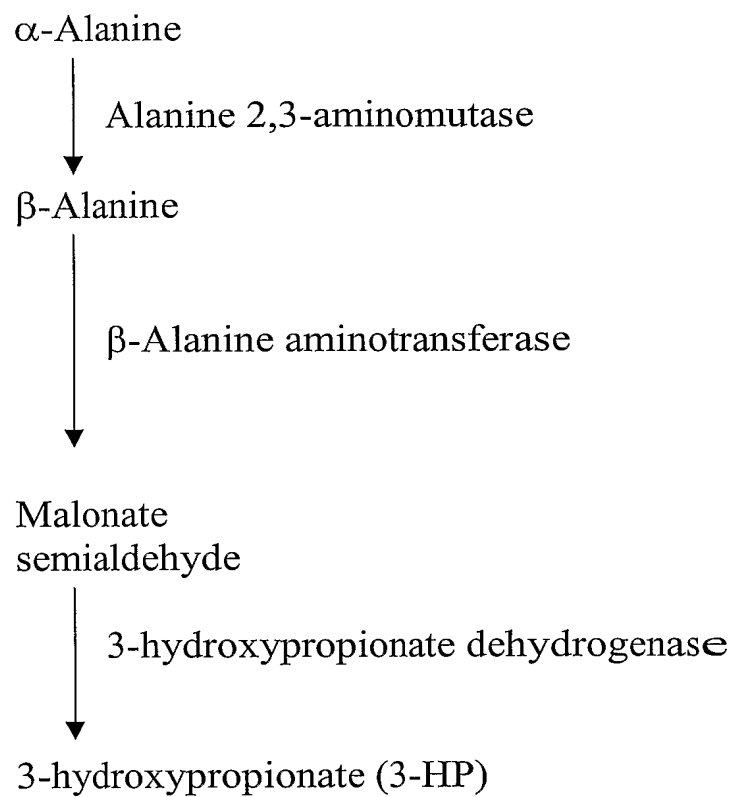 α-Alanine
Alanine 2,3-aminomutase
β-Alanine
β-Alanine aminotransferase
Malonate
semialdehyde
3-hydroxypropionate dehydrogenase
3-hydroxypropionate (3-HP)